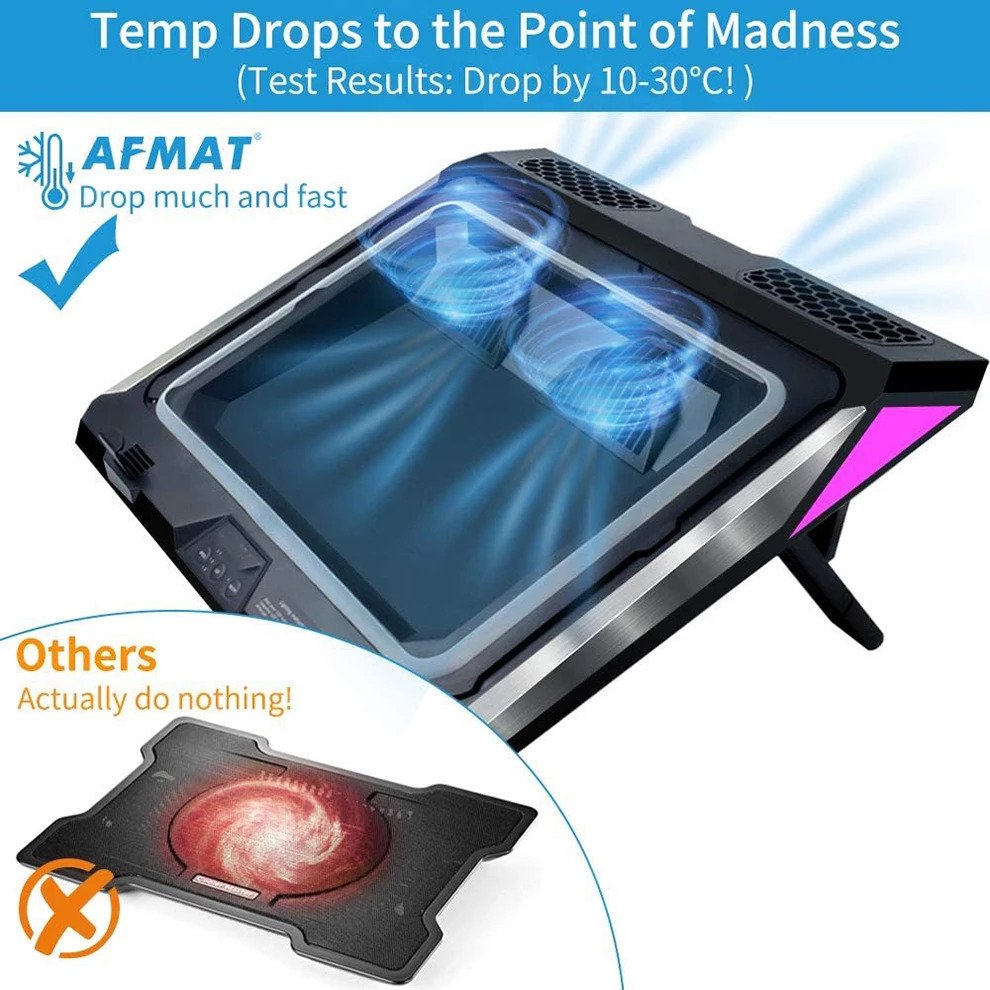 Temp Drops to the Point of Madness
(Test Results: Drop by 10-30°C! )
AFMAT®
Drop much and fast
Others
Actually do nothing!